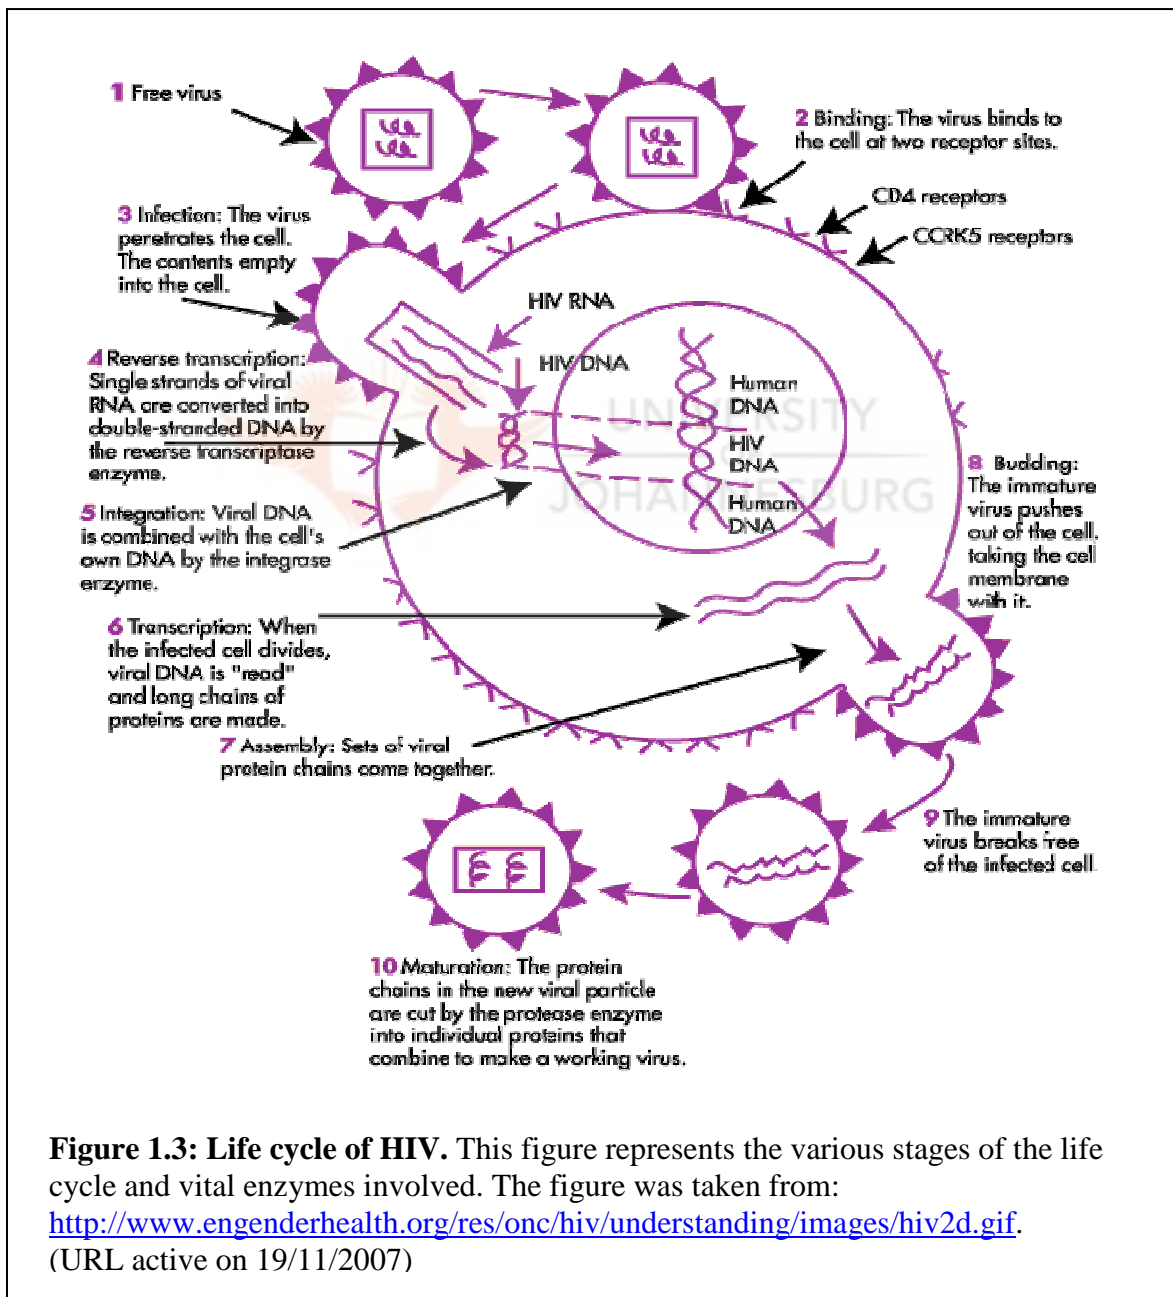 1 Free virus
2 Binding: The virus binds to
the cell at two receptor sites.
CD4 receptors
CCRK5 receptors
3 Infection: The virus
penetrates the cell.
The contents empty
into the cell.
HIV RNA
HIV DNA
4 Reverse transcription:
Single strands of viral
RNA are converted into
double-stranded DNA by
the reverse transcriptase
enzyme.
Human
DNA
HIV
DNA
Human
DNA
UNIVERSITY
OF
JOHANNESBURG
5 Integration: Viral DNA
is combined with the cell's
own DNA by the integrase
enzyme.
6 Transcription: When
the infected cell divides,
viral DNA is "read"
and long chains of
proteins are made.
7 Assembly: Sets of viral
protein chains come together.
8 Budding:
The immature
virus pushes
out of the cell,
taking the cell
membrane
with it.
9 The immature
virus breaks free
of the infected cell.
10 Maturation: The protein
chains in the new viral particle
are cut by the protease enzyme
into individual proteins that
combine to make a working virus.
Figure 1.3: Life cycle of HIV. This figure represents the various stages of the life
cycle and vital enzymes involved. The figure was taken from:
http://www.engenderhealth.org/res/onc/hiv/understanding/images/hiv2d.gif.
(URL active on 19/11/2007)